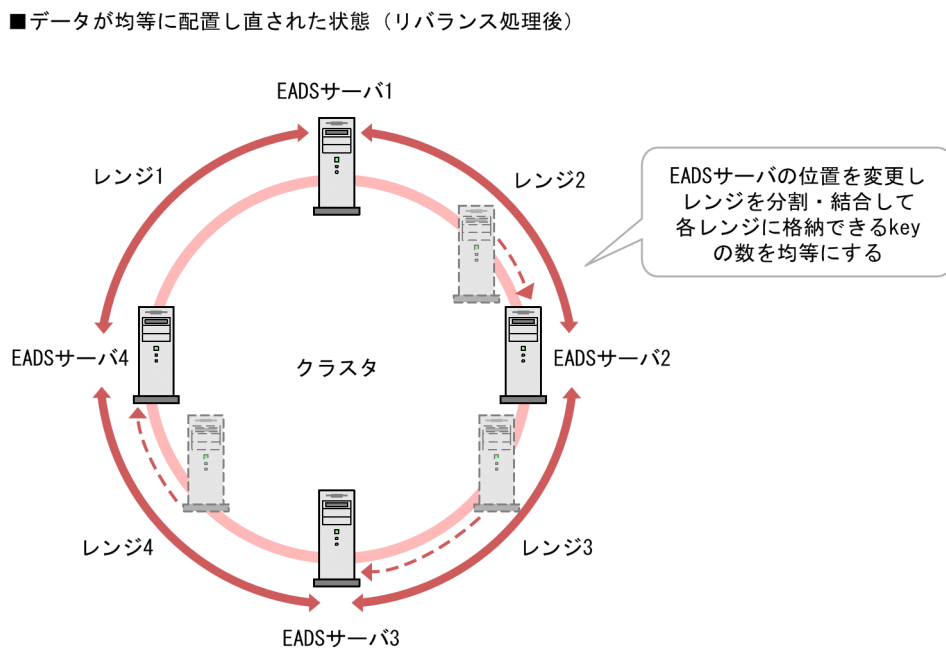 ■データが均等に配置し直された状態（リバランス処理後）
EADSサーバ1
レンジ1
レンジ2
EADSサーバの位置を変更し
レンジを分割・結合して
各レンジに格納できるkey
の数を均等にする
EADSサーバ4
クラスタ
EADSサーバ2
レンジ4
レンジ3
EADSサーバ3